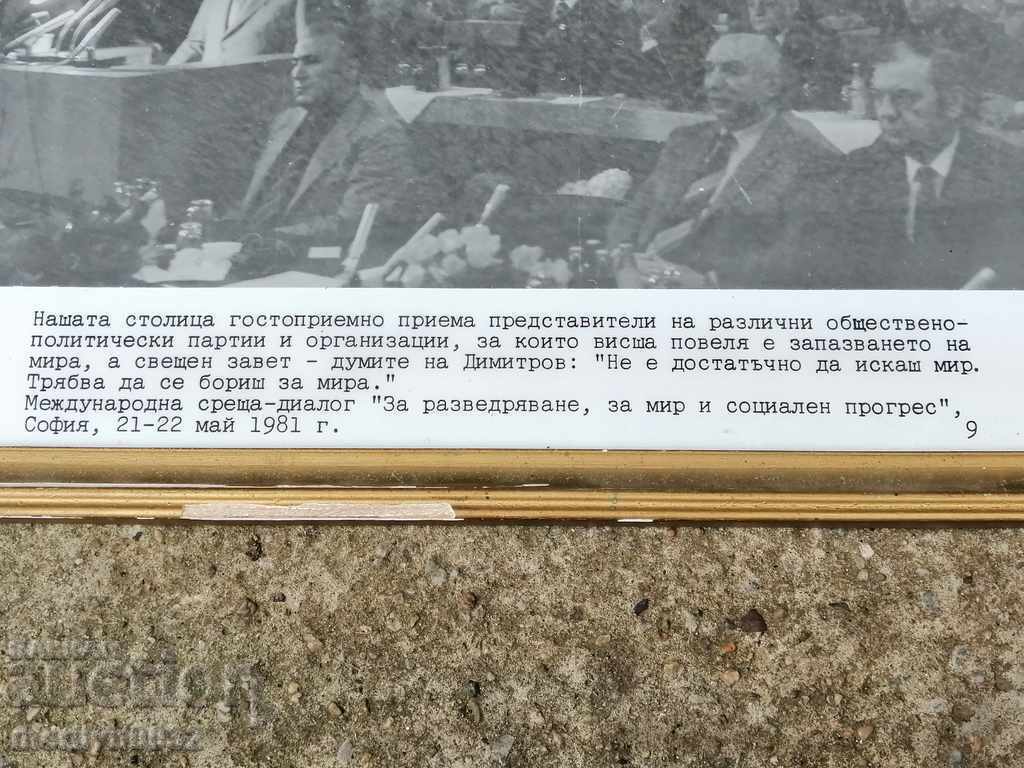 Нашата столица гостоприемно приема представители на различни обществено-
политически партии и организации, за които висша повеля е запазването на
мира, а свещен завет - думите на Димитров: "Не е достатъчно да искаш мир.
Трябва да се бориш за мира."
Международна среща-диалог "За разведряване, за мир и социален прогрес",
София, 21-22 май 1981 г.
9
auction